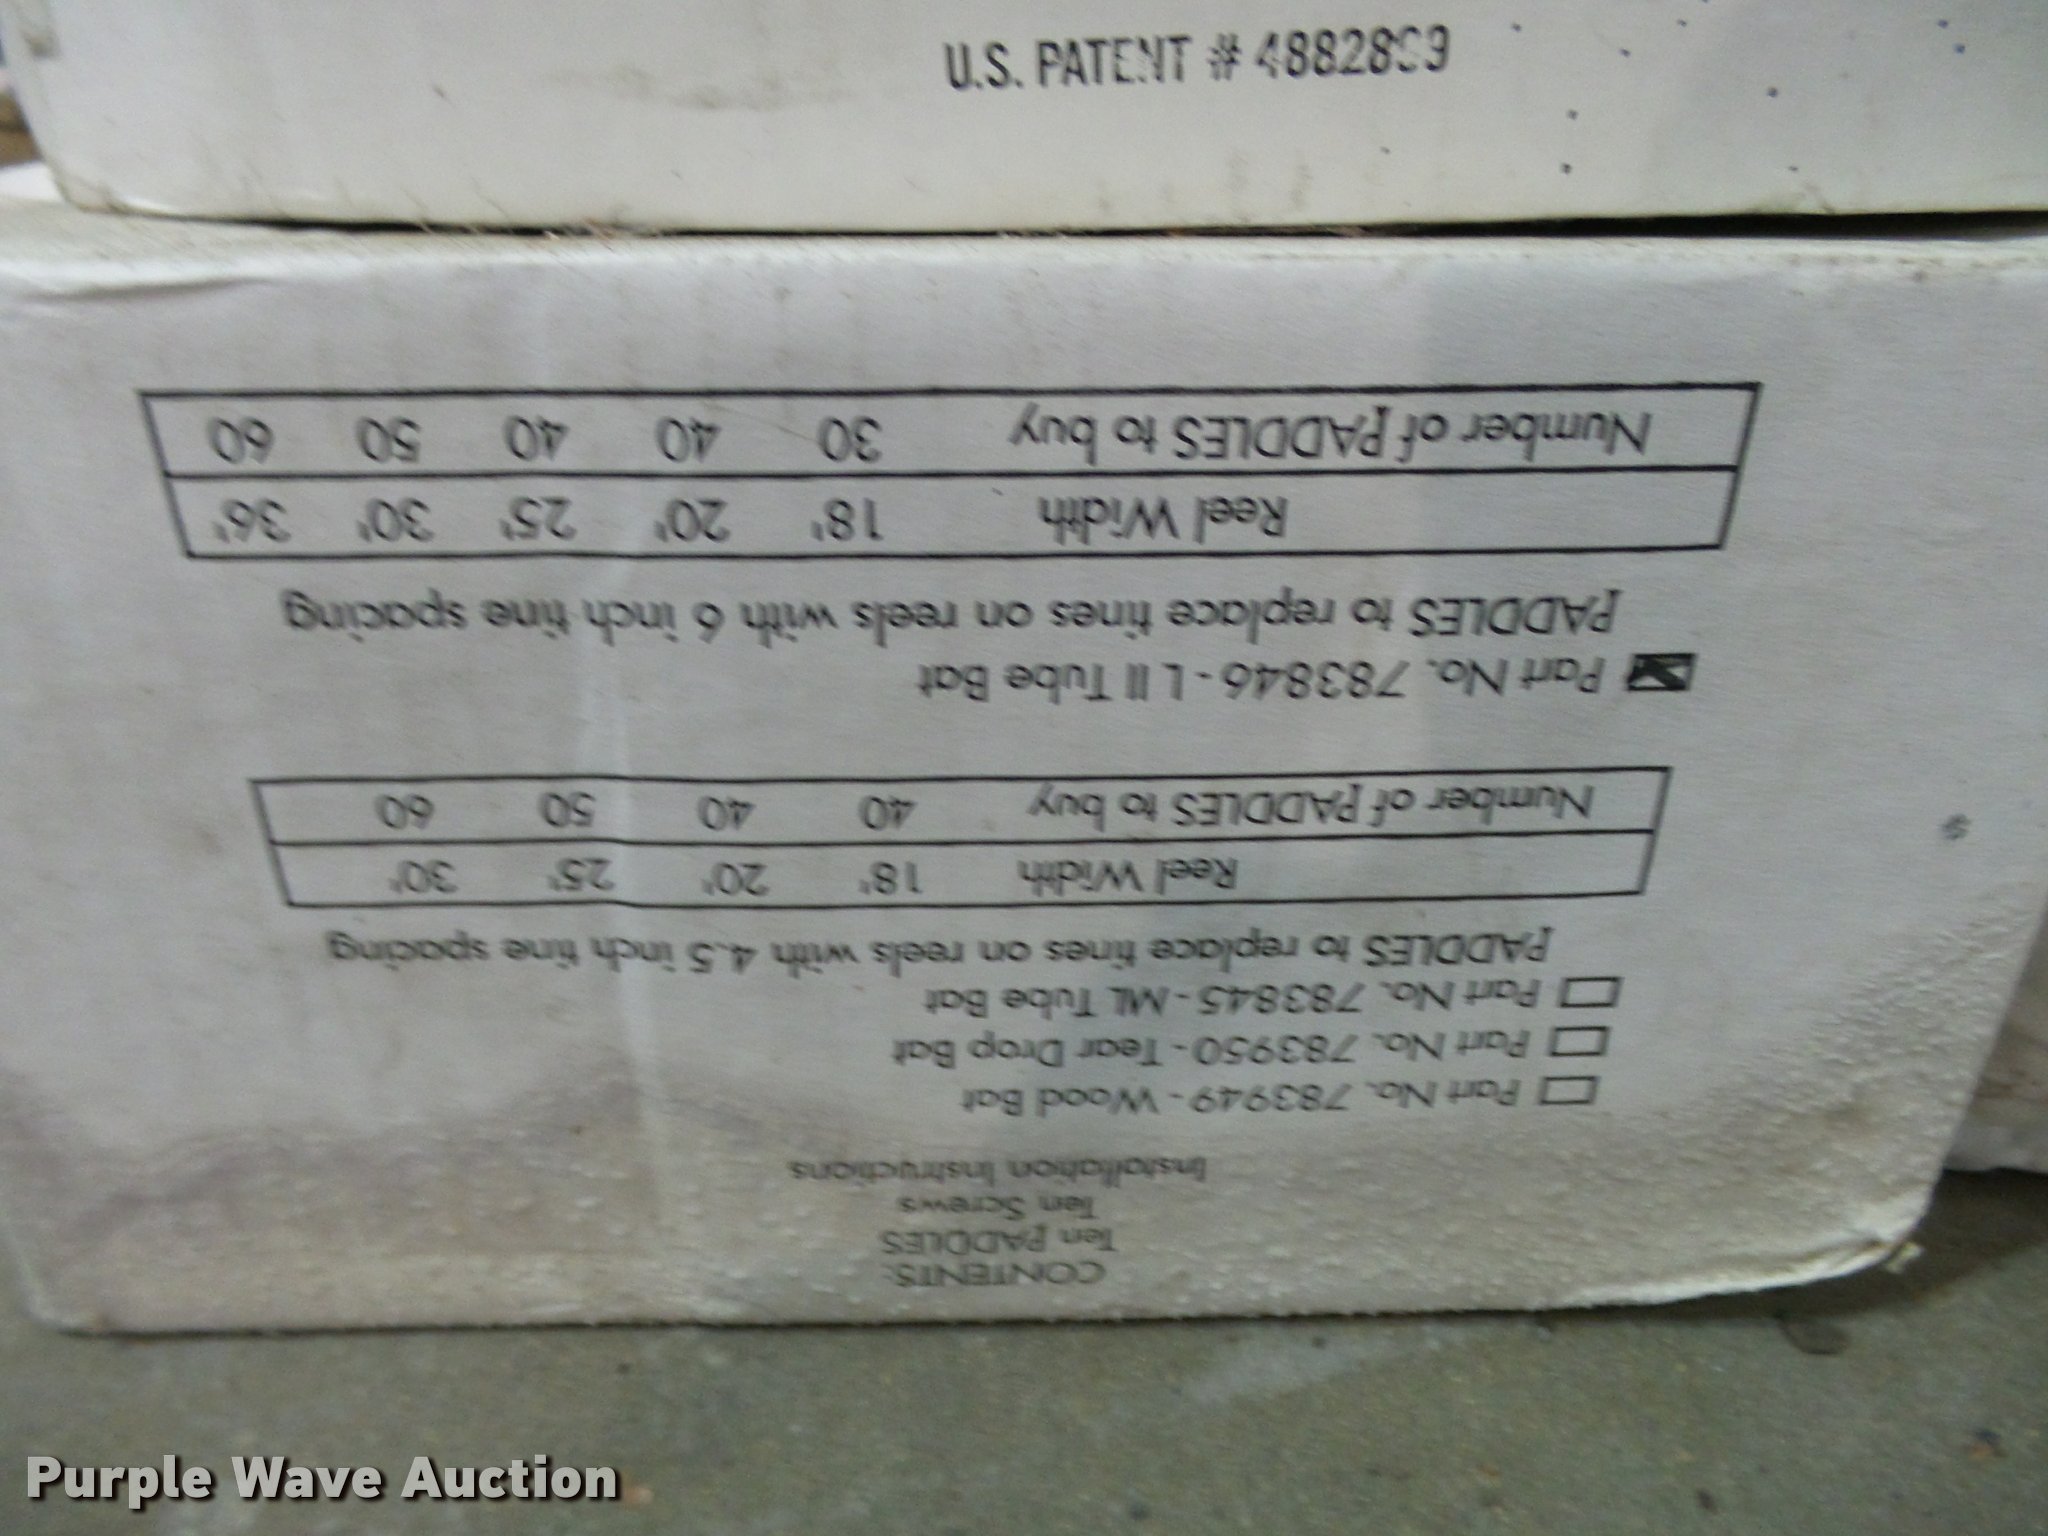 U.S. PATENT #
CONTENTS:
Ten PADDLES
Ten Screws
Installation Instructions
☐ Part No. 783949 - Wood Bat
☐ Part No. 783950 - Tear Drop Bat
☐ Part No. 783845 - ML Tube Bat
PADDLES to replace tines on reels with 4.5 inch tine spacing
Reel Width 18' 20' 25' 30'
Number of PADDLES to buy 40 40 50 60
☒ Part No. 783846 - L II Tube Bat
PADDLES to replace tines on reels with 6 inch tine spacing
Reel Width 18' 20' 25' 30' 36'
Number of PADDLES to buy 30 40 40 50 60
Purple Wave Auction